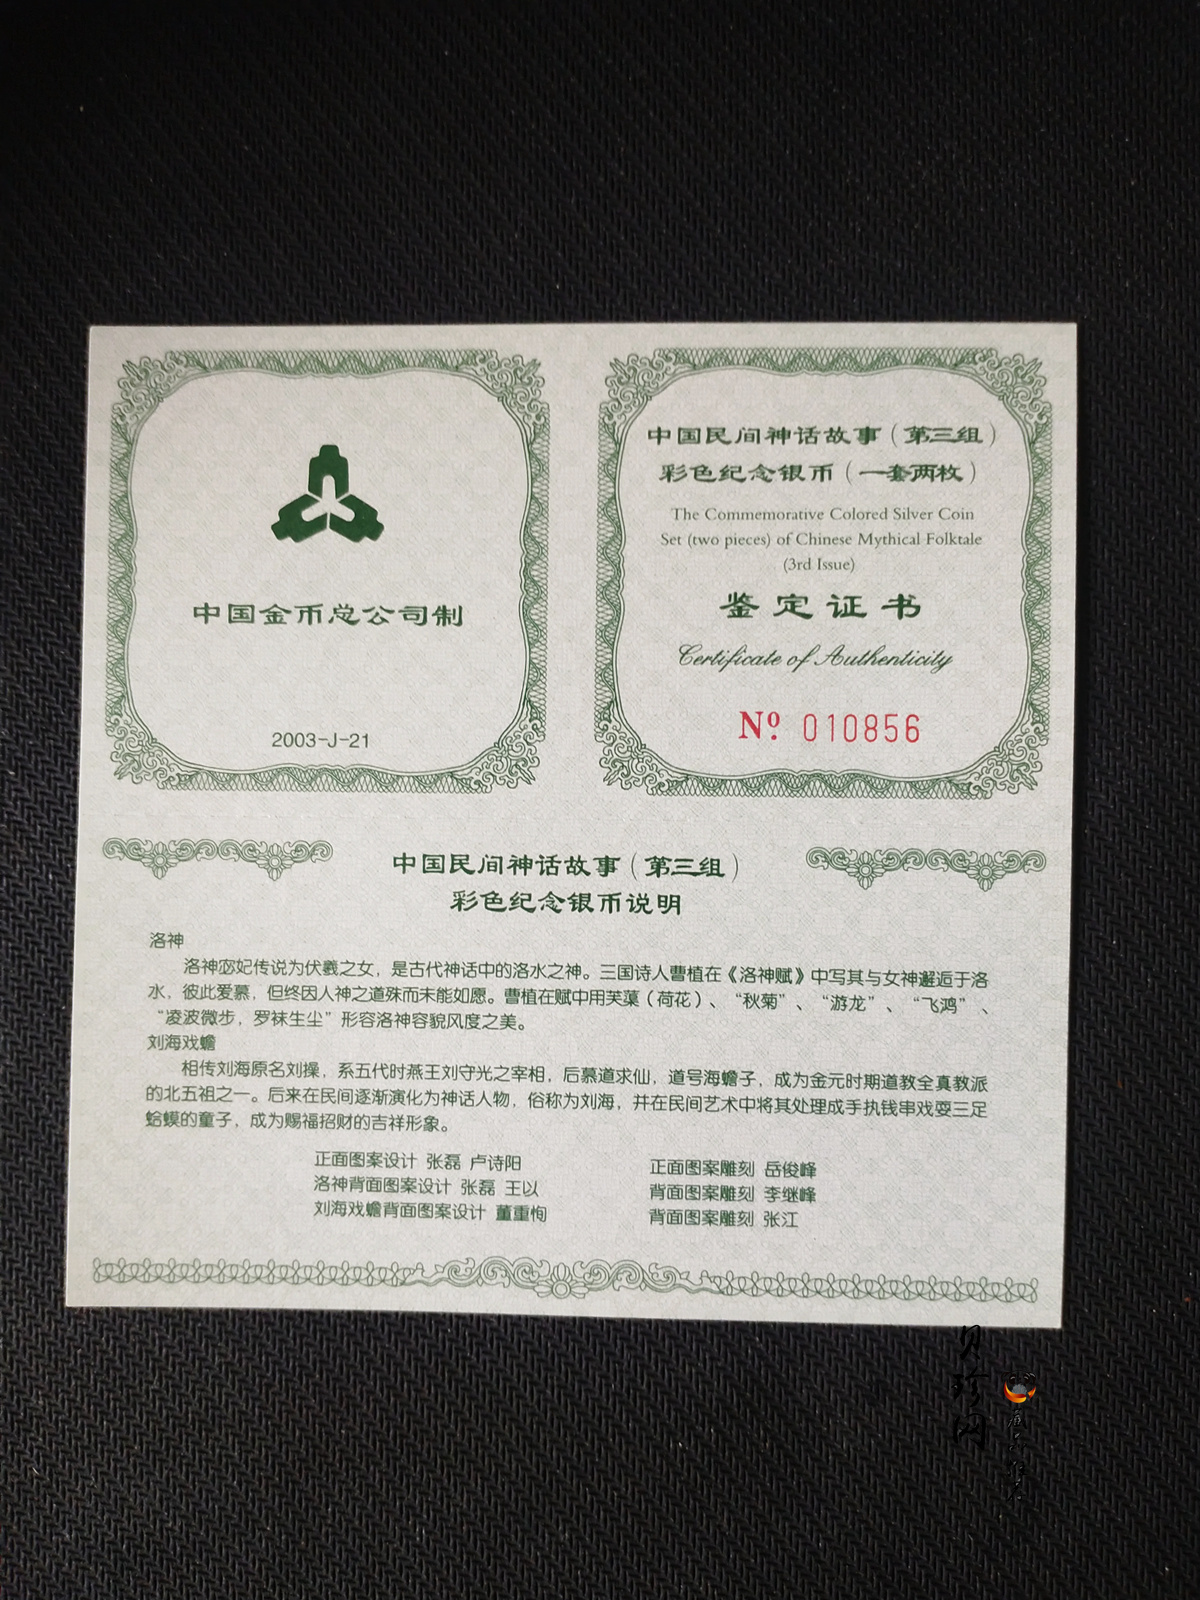 中国金币总公司制
2003-J-21
中国民间神话故事（第三组）
彩色纪念银币（一套两枚）
The Commemorative Colored Silver Coin
Set (two pieces) of Chinese Mythical Folktale
(3rd Issue)
鉴定证书
Certificate of Authenticity
Nº 010856
中国民间神话故事（第三组）
彩色纪念银币说明
洛神
洛神宓妃传说为伏羲之女，是古代神话中的洛水之神。三国诗人曹植在《洛神赋》中写其与女神邂逅于洛
水，彼此爱慕，但终因人神之道殊而未能如愿。曹植在赋中用芙蕖（荷花）、“秋菊”、“游龙”、“飞鸿”、
“凌波微步，罗袜生尘”形容洛神容貌风度之美。
刘海戏蟾
相传刘海原名刘操，系五代时燕王刘守光之宰相，后慕道求仙，道号海蟾子，成为金元时期道教全真教派
的北五祖之一。后来在民间逐渐演化为神话人物，俗称为刘海，并在民间艺术中将其处理成手执钱串戏耍三足
蛤蟆的童子，成为赐福招财的吉祥形象。
正面图案设计 张磊 卢诗阳
洛神背面图案设计 张磊 王以
刘海戏蟾背面图案设计 董重恂
正面图案雕刻 岳俊峰
背面图案雕刻 李继峰
背面图案雕刻 张江
贝珍网